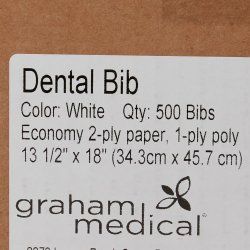 Dental Bib
Color: White Qty: 500 Bibs
Economy 2-ply paper, 1-ply poly
13 1/2" x 18" (34.3cm x 45.7 cm)
graham
medical